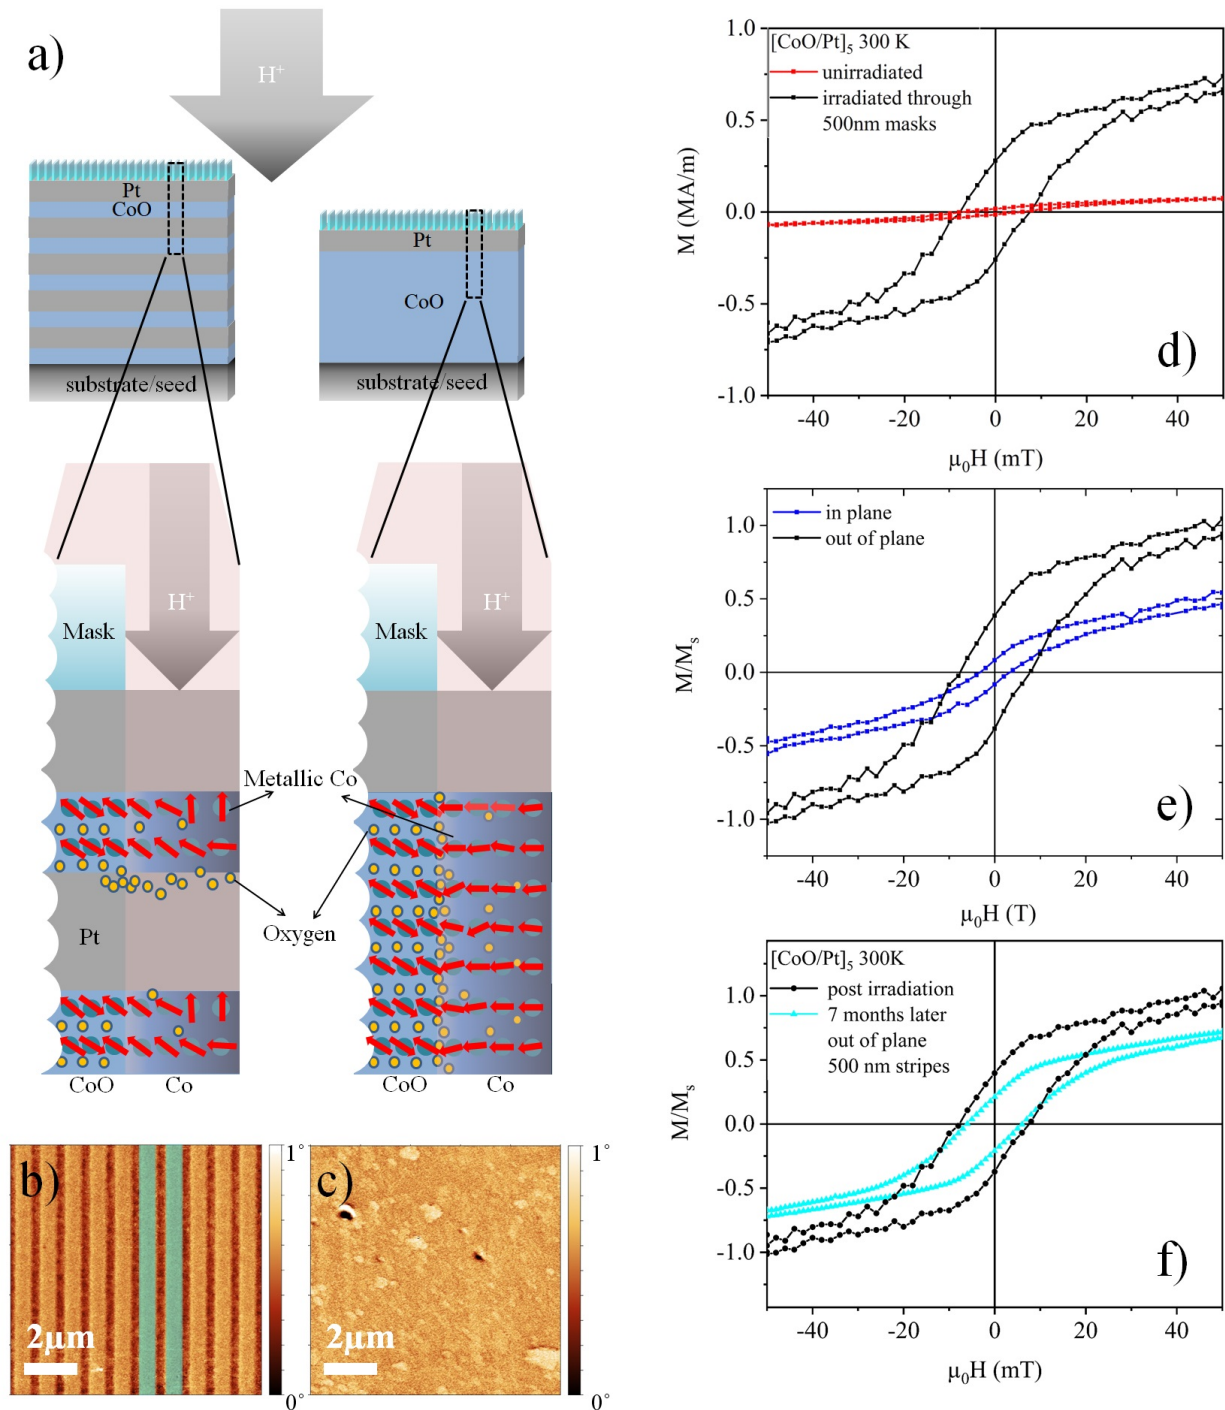 a)
H⁺
Pt
CoO
substrate/seed
Pt
CoO
substrate/seed
Mask
H⁺
Mask
H⁺
Metallic Co
Oxygen
Pt
CoO
Co
CoO
Co
b)
2μm
1°
0°
c)
2μm
1°
0°
[CoO/Pt]₅ 300 K
unirradiated
irradiated through
500nm masks
d)
M (MA/m)
1.0
0.5
0.0
-0.5
-1.0
-40
-20
0
20
40
μ₀H (mT)
in plane
out of plane
e)
M/Mₛ
1.0
0.5
0.0
-0.5
-1.0
-40
-20
0
20
40
μ₀H (T)
[CoO/Pt]₅ 300K
post irradiation
7 months later
out of plane
500 nm stripes
f)
M/Mₛ
1.0
0.5
0.0
-0.5
-1.0
-40
-20
0
20
40
μ₀H (mT)